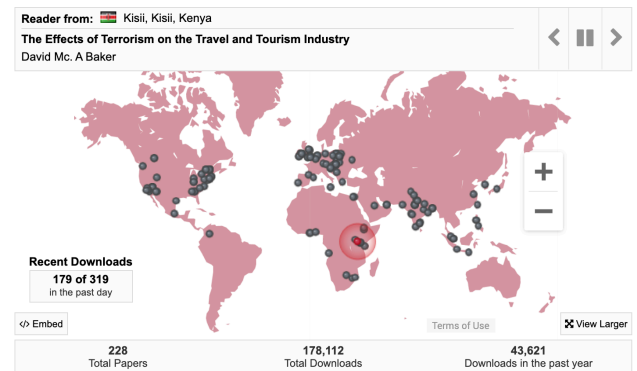 Reader from: Kisii, Kisii, Kenya
The Effects of Terrorism on the Travel and Tourism Industry
David Mc. A Baker
+
−
Recent Downloads
179 of 319
in the past day
</> Embed
Terms of Use
View Larger
228
Total Papers
178,112
Total Downloads
43,621
Downloads in the past year